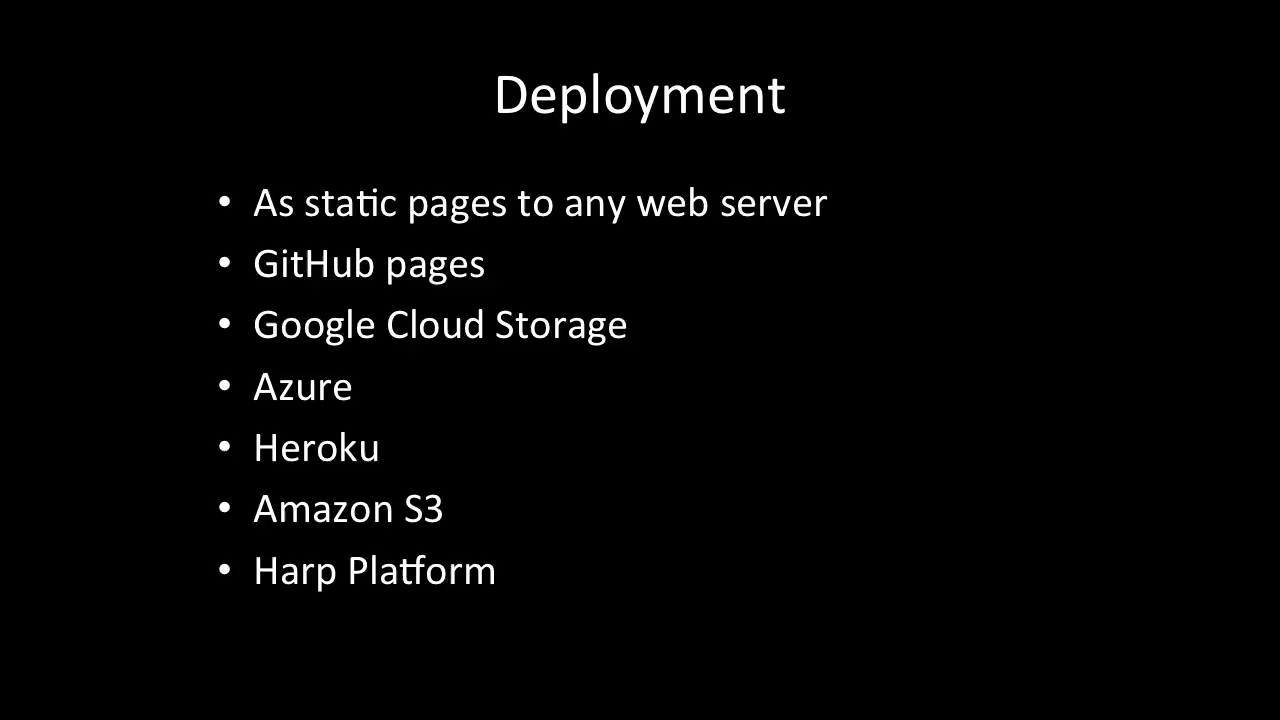 Deployment
• As static pages to any web server
• GitHub pages
• Google Cloud Storage
• Azure
• Heroku
• Amazon S3
• Harp Platform